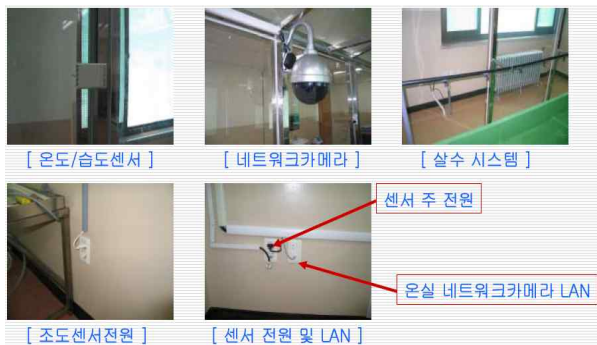 [ 온도/습도센서 ]
[ 네트워크카메라 ]
[ 살수 시스템 ]
센서 주 전원
온실 네트워크카메라 LAN
[ 조도센서전원 ]
[ 센서 전원 및 LAN ]